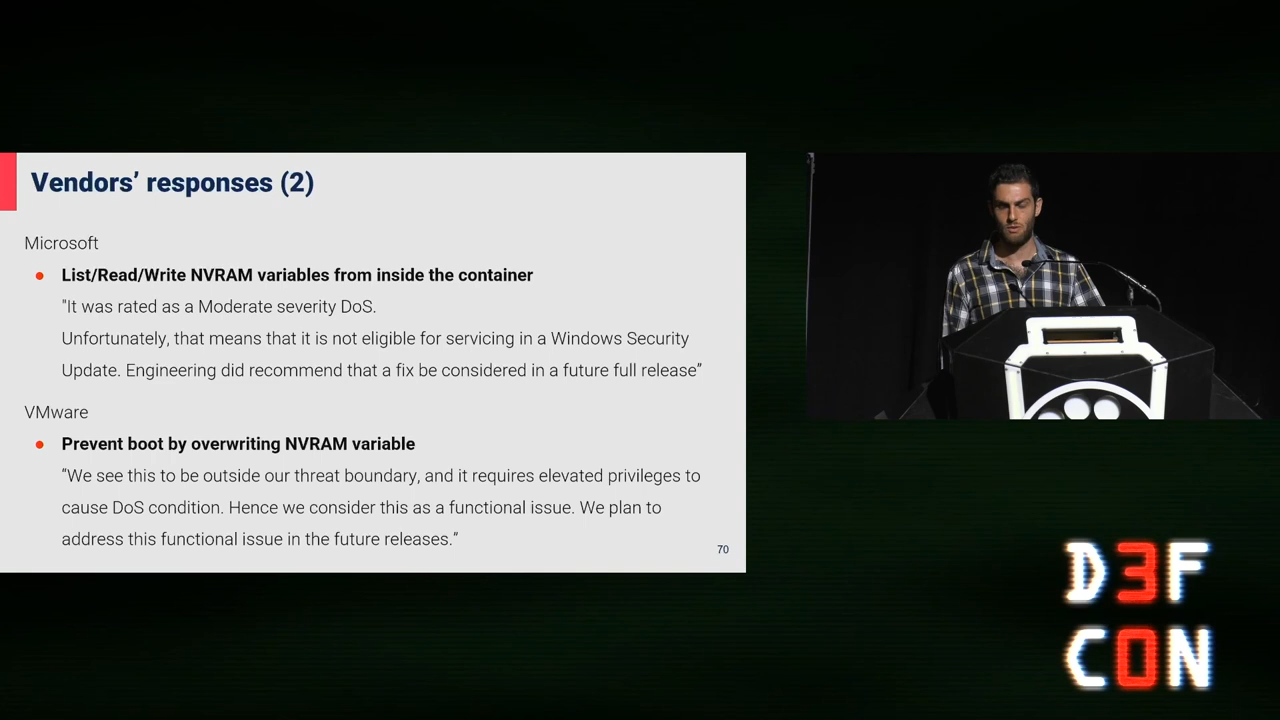 Vendors’ responses (2)
Microsoft
List/Read/Write NVRAM variables from inside the container
"It was rated as a Moderate severity DoS.
Unfortunately, that means that it is not eligible for servicing in a Windows Security
Update. Engineering did recommend that a fix be considered in a future full release”
VMware
Prevent boot by overwriting NVRAM variable
“We see this to be outside our threat boundary, and it requires elevated privileges to
cause DoS condition. Hence we consider this as a functional issue. We plan to
address this functional issue in the future releases.”
70
D3F
C0N